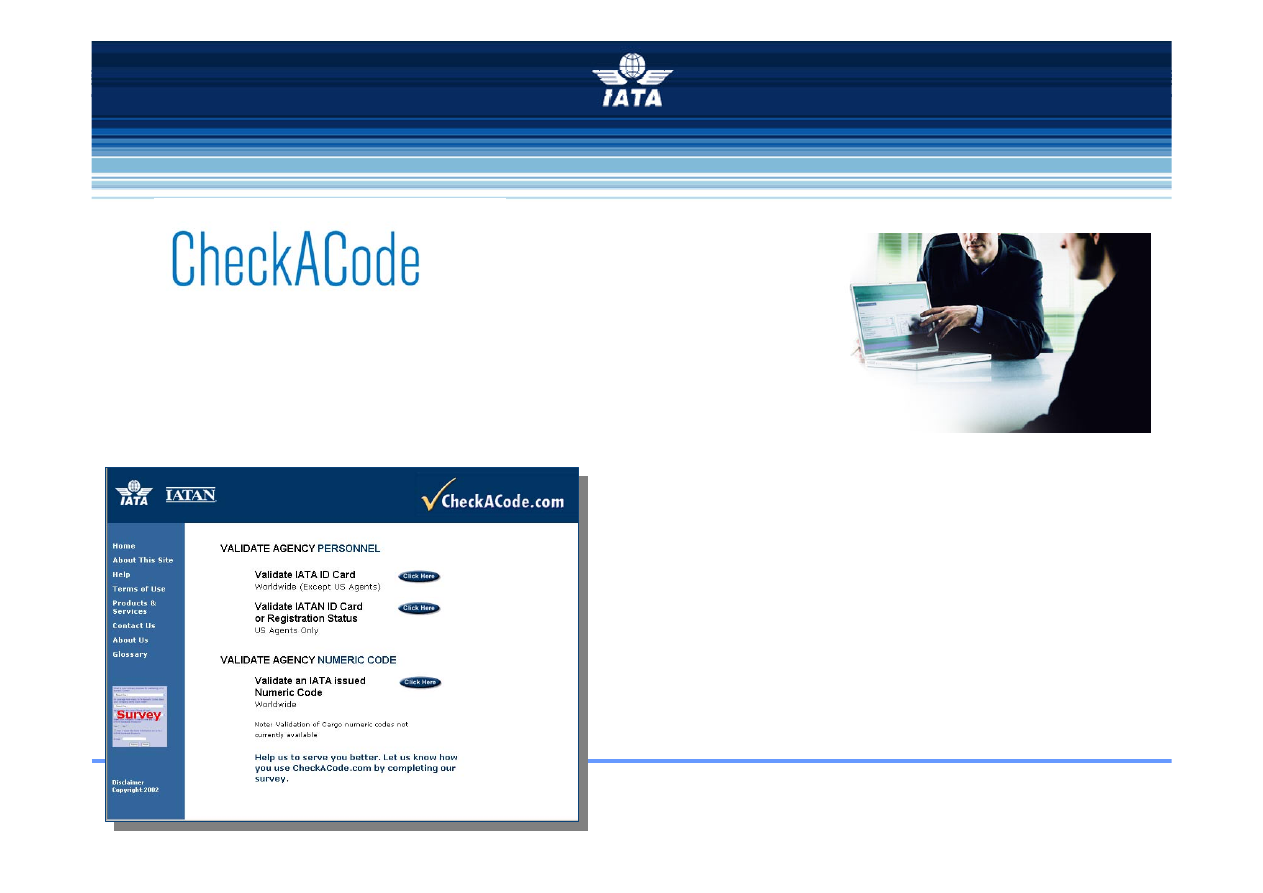 IATA
CheckACode
IATA
IATAN
CheckACode.com
Home
About This Site
Help
Terms of Use
Products &
Services
Contact Us
About Us
Glossary
Survey
Disclaimer
Copyright 2002
VALIDATE AGENCY PERSONNEL
Validate IATA ID Card
Click Here
Worldwide (Except US Agents)
Validate IATAN ID Card
Click Here
or Registration Status
US Agents Only
VALIDATE AGENCY NUMERIC CODE
Validate an IATA issued
Click Here
Numeric Code
Worldwide
Note: Validation of Cargo numeric codes not
currently available
Help us to serve you better. Let us know how
you use CheckACode.com by completing our
survey.